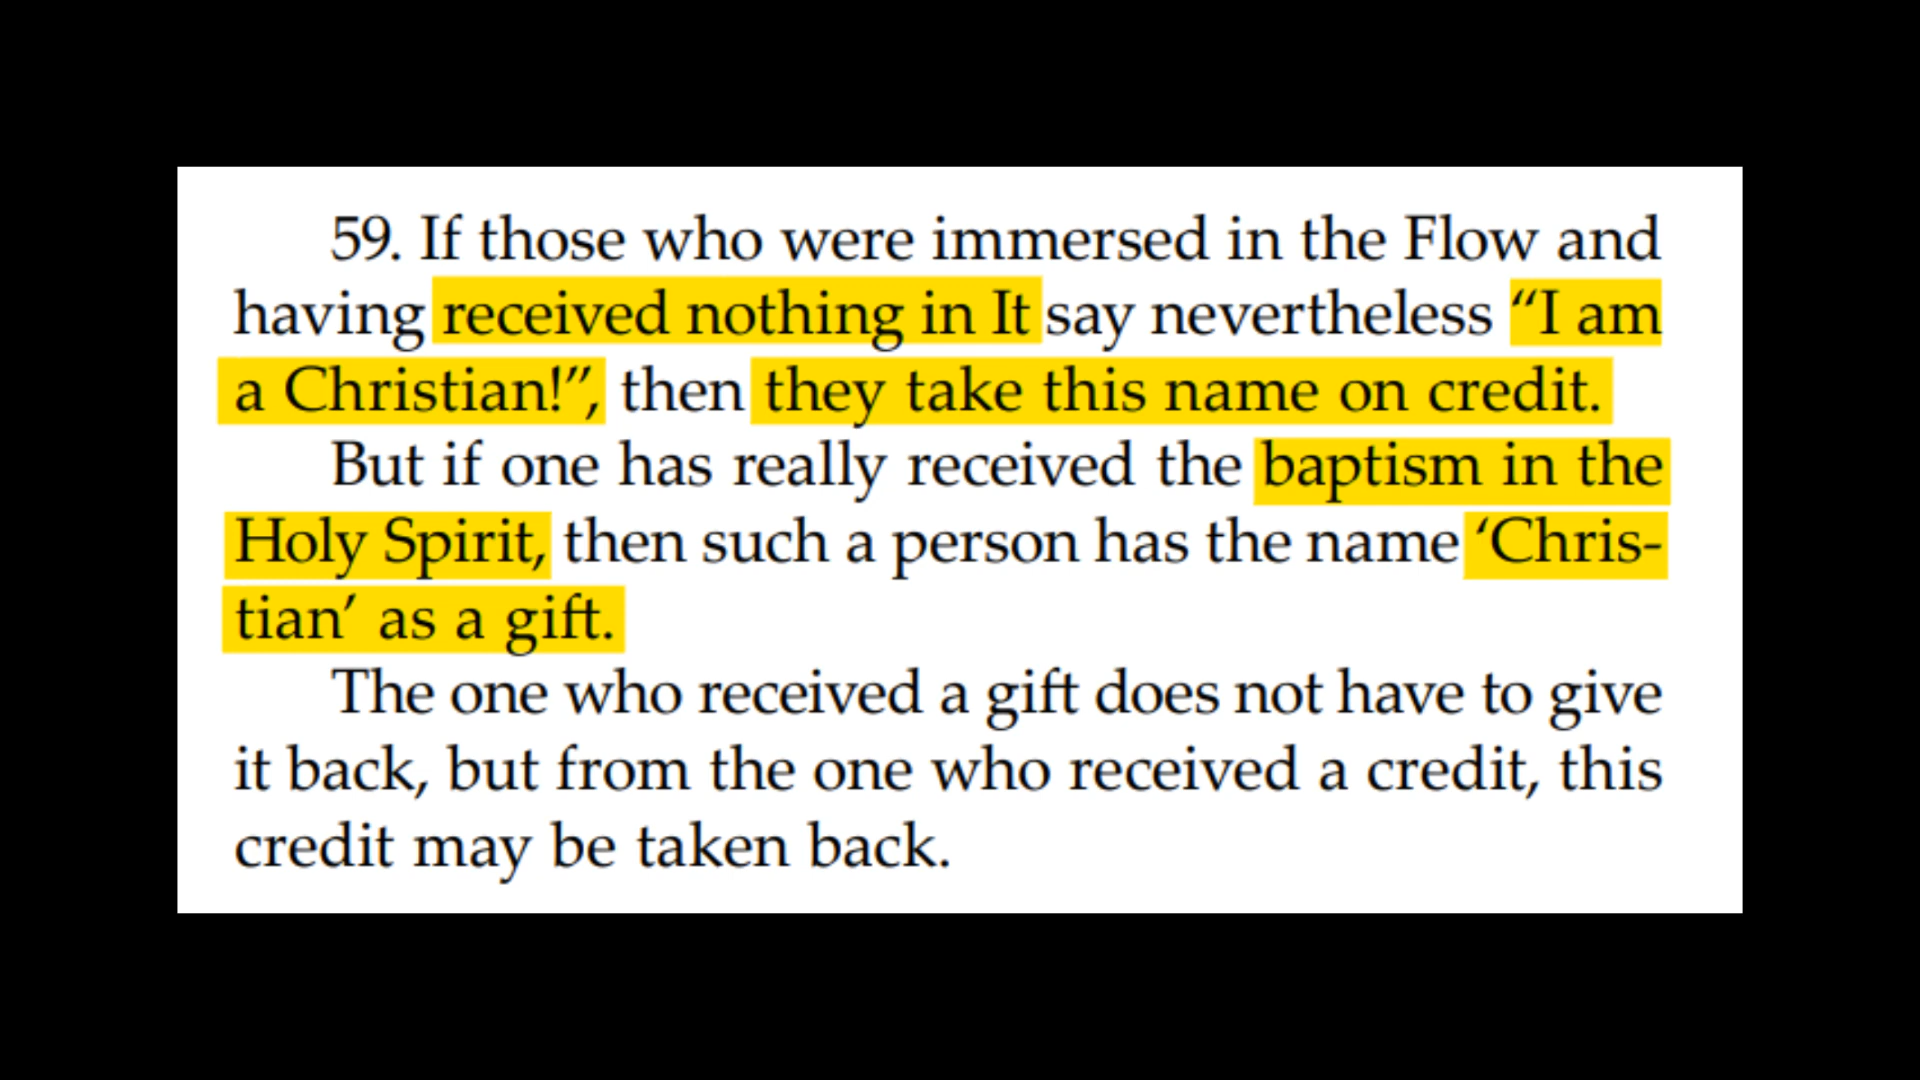 59. If those who were immersed in the Flow and
having received nothing in It say nevertheless “I am
a Christian!”, then they take this name on credit.
But if one has really received the baptism in the
Holy Spirit, then such a person has the name ‘Chris-
tian’ as a gift.
The one who received a gift does not have to give
it back, but from the one who received a credit, this
credit may be taken back.